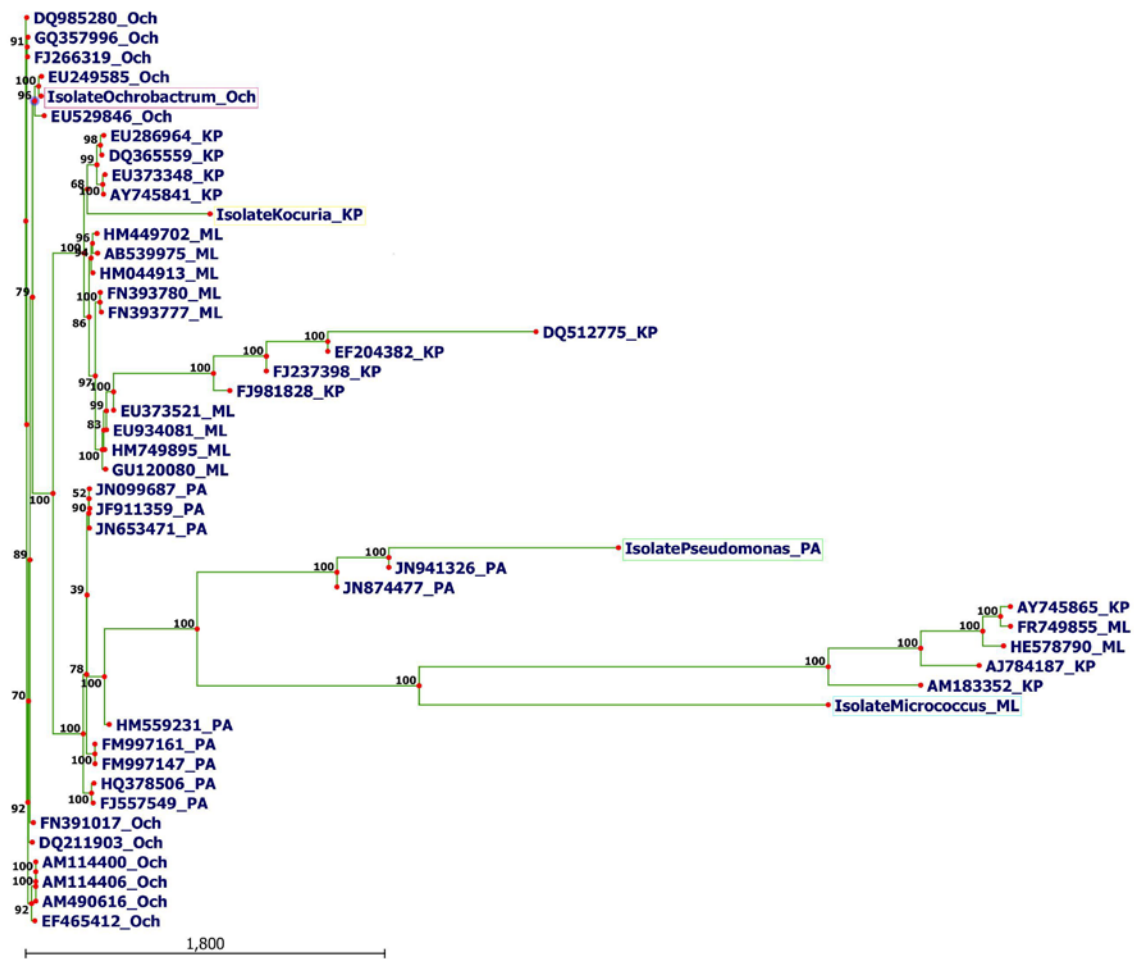 DQ985280_Och
91
GQ357996_Och
FJ266319_Och
100
EU249585_Och
96
IsolateOchrobactrum_Och
EU529846_Och
98
EU286964_KP
DQ365559_KP
99
EU373348_KP
68
100
AY745841_KP
IsolateKocuria_KP
95
HM449702_ML
100
94
AB539975_ML
HM044913_ML
79
100
FN393780_ML
FN393777_ML
86
100
DQ512775_KP
100
EF204382_KP
100
FJ237398_KP
97
100
FJ981828_KP
99
EU373521_ML
83
EU934081_ML
100
HM749895_ML
GU120080_ML
100
52
JN099687_PA
90
JF911359_PA
JN653471_PA
89
100
IsolatePseudomonas_PA
100
JN941326_PA
JN874477_PA
39
100
100
AY745865_KP
100
FR749855_ML
100
HE578790_ML
78
100
100
AJ784187_KP
100
AM183352_KP
70
IsolateMicrococcus_ML
100
HM559231_PA
FM997161_PA
100
FM997147_PA
HQ378506_PA
100
FJ557549_PA
92
FN391017_Och
DQ211903_Och
100
AM114400_Och
100
AM114406_Och
92
AM490616_Och
EF465412_Och
1,800